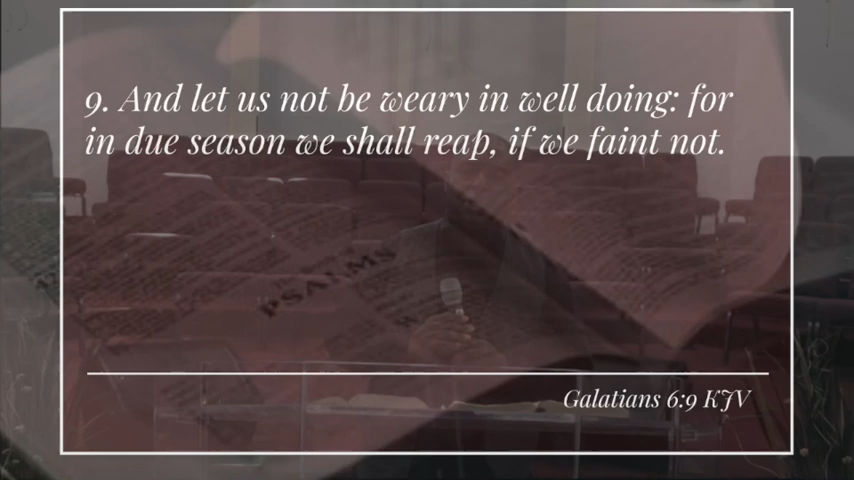 9. And let us not be weary in well doing: for
in due season we shall reap, if we faint not.
PSALMS
Galatians 6:9 KJV